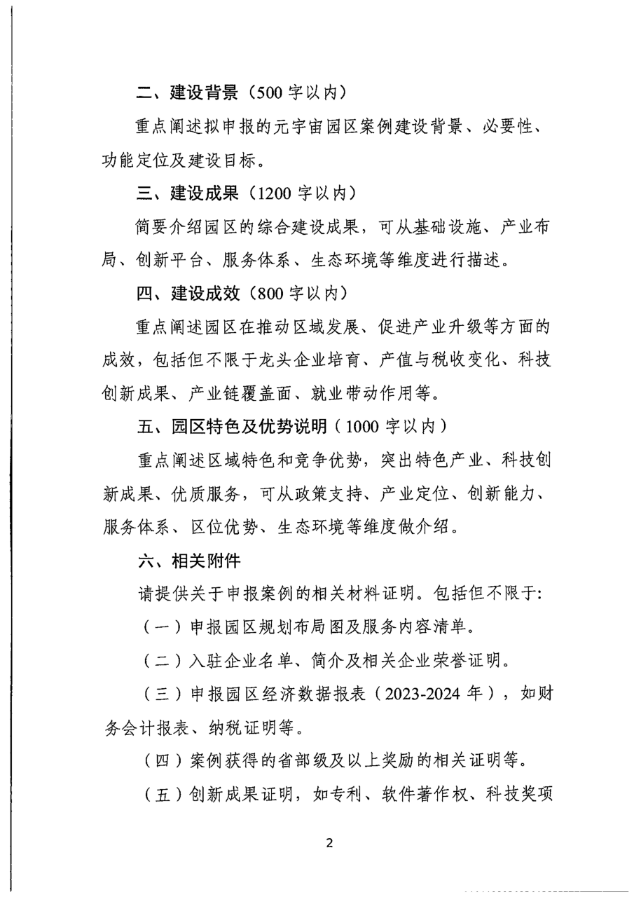 二、建设背景（500 字以内）
重点阐述拟申报的元宇宙园区案例建设背景、必要性、
功能定位及建设目标。
三、建设成果（1200 字以内）
简要介绍园区的综合建设成果，可从基础设施、产业布
局、创新平台、服务体系、生态环境等维度进行描述。
四、建设成效（800 字以内）
重点阐述园区在推动区域发展、促进产业升级等方面的
成效，包括但不限于龙头企业培育、产值与税收变化、科技
创新成果、产业链覆盖面、就业带动作用等。
五、园区特色及优势说明（1000 字以内）
重点阐述区域特色和竞争优势，突出特色产业、科技创
新成果、优质服务，可从政策支持、产业定位、创新能力、
服务体系、区位优势、生态环境等维度做介绍。
六、相关附件
请提供关于申报案例的相关材料证明。包括但不限于：
（一）申报园区规划布局图及服务内容清单。
（二）入驻企业名单、简介及相关企业荣誉证明。
（三）申报园区经济数据报表（2023-2024 年），如财
务会计报表、纳税证明等。
（四）案例获得的省部级及以上奖励的相关证明等。
（五）创新成果证明，如专利、软件著作权、科技奖项
2